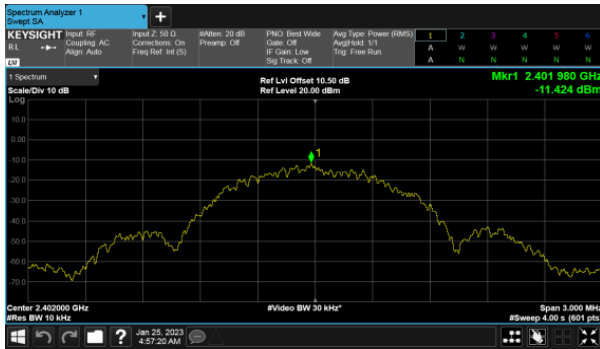 Spectrum Analyzer 1
Swept SA
+
KEYSIGHT Input: RF Input Z: 50 Ω #Atten: 20 dB PNO: Best Wide Avg Type: Power (RMS) 1 2 3 4 5 6
RL Coupling: AC Corrections: On Preamp: Off Gate: Off Avg|Hold: 1/1 A W W W W W
Align: Auto Freq Ref: Int (S) IF Gain: Low Trig: Free Run
LXI Sig Track: Off A N N N N N
1 Spectrum Ref Lvl Offset 10.50 dB Mkr1 2.401 980 GHz
Scale/Div 10 dB Ref Level 20.00 dBm -11.424 dBm
Log
10.0
0.00
-10.0
1
-20.0
-30.0
-40.0
-50.0
-60.0
-70.0
Center 2.402000 GHz #Video BW 30 kHz* Span 3.000 MHz
#Res BW 10 kHz #Sweep 4.00 s (601 pts)
? Jan 25, 2023
4:57:20 AM